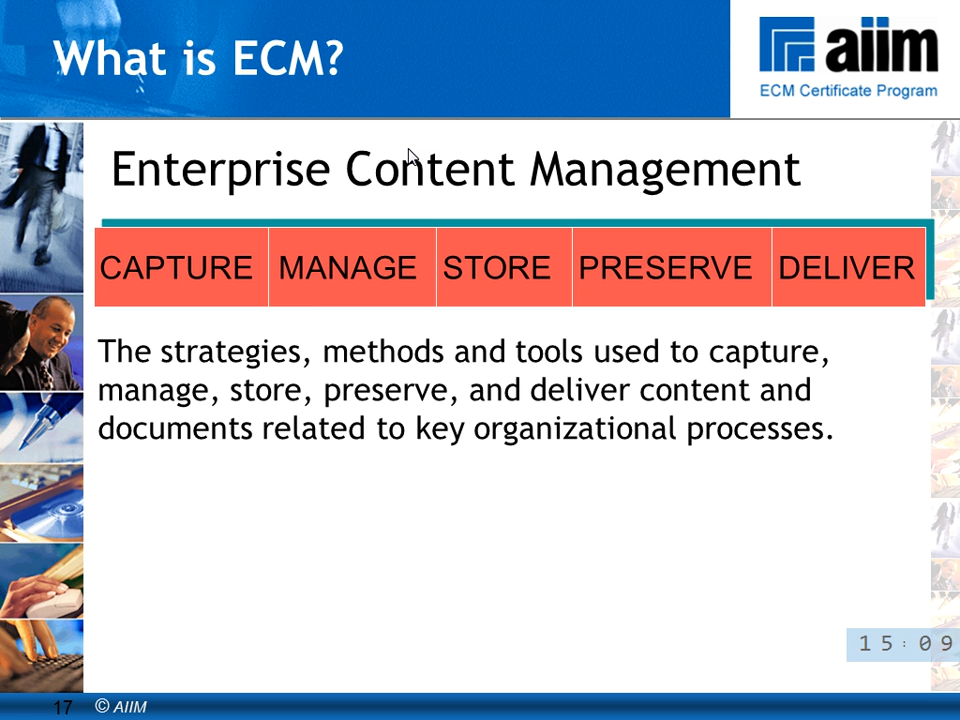 What is ECM?
aiim
ECM Certificate Program
Enterprise Content Management
CAPTURE MANAGE STORE PRESERVE DELIVER
The strategies, methods and tools used to capture,
manage, store, preserve, and deliver content and
documents related to key organizational processes.
15:09
17 © AIIM